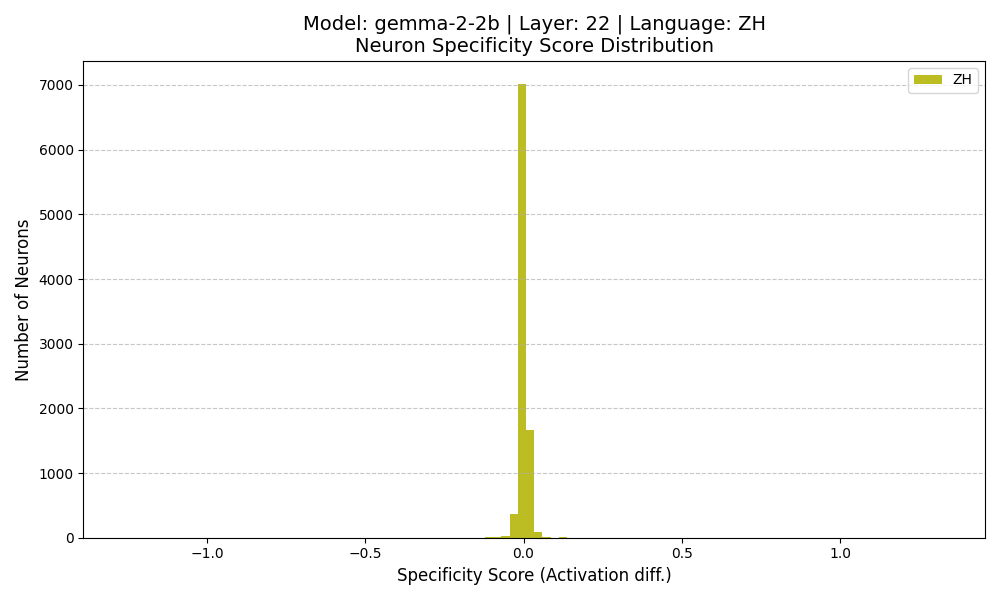 Model: gemma-2-2b | Layer: 22 | Language: ZH
Neuron Specificity Score Distribution
ZH
Number of Neurons
7000
6000
5000
4000
3000
2000
1000
0
−1.0
−0.5
0.0
0.5
1.0
Specificity Score (Activation diff.)